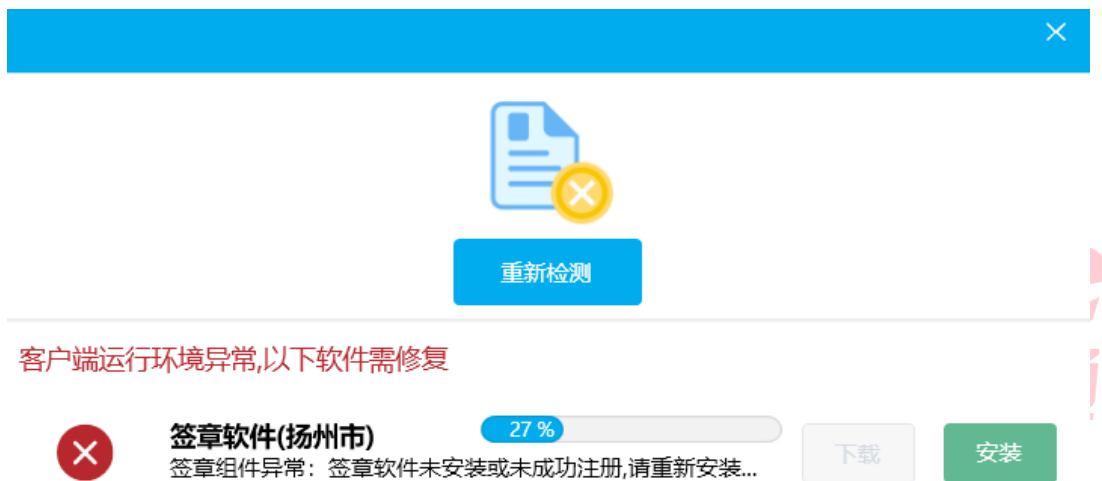 重新检测
客户端运行环境异常,以下软件需修复
签章软件(扬州市)
27 %
签章组件异常：签章软件未安装或未成功注册,请重新安装...
下载
安装